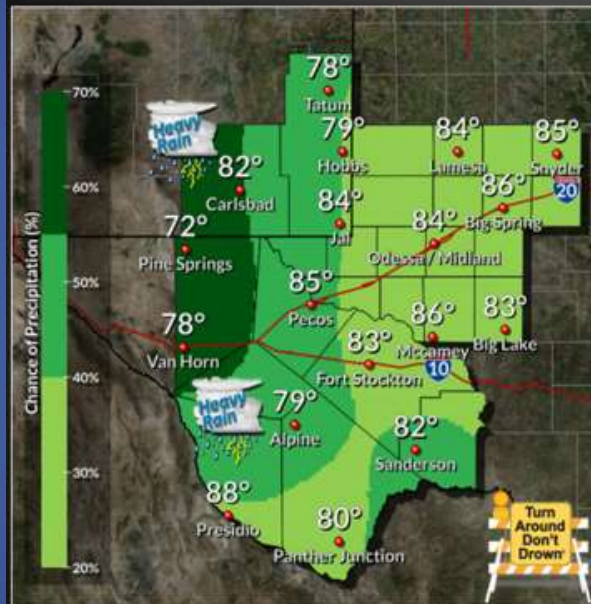 Chance of Precipitation (%)
70%
60%
50%
40%
30%
20%
Heavy
Rain
78°
Tatum
79°
Hobbs
84°
Lamesa
85°
Snyder
82°
Carlsbad
86°
Big Spring
20
84°
Jal
84°
Odessa / Midland
72°
Pine Springs
85°
Pecos
78°
Van Horn
83°
Fort Stockton
86°
Mccamey
83°
Big Lake
10
Heavy
Rain
79°
Alpine
82°
Sanderson
88°
Presidio
80°
Panther Junction
Turn
Around
Don't
Drown